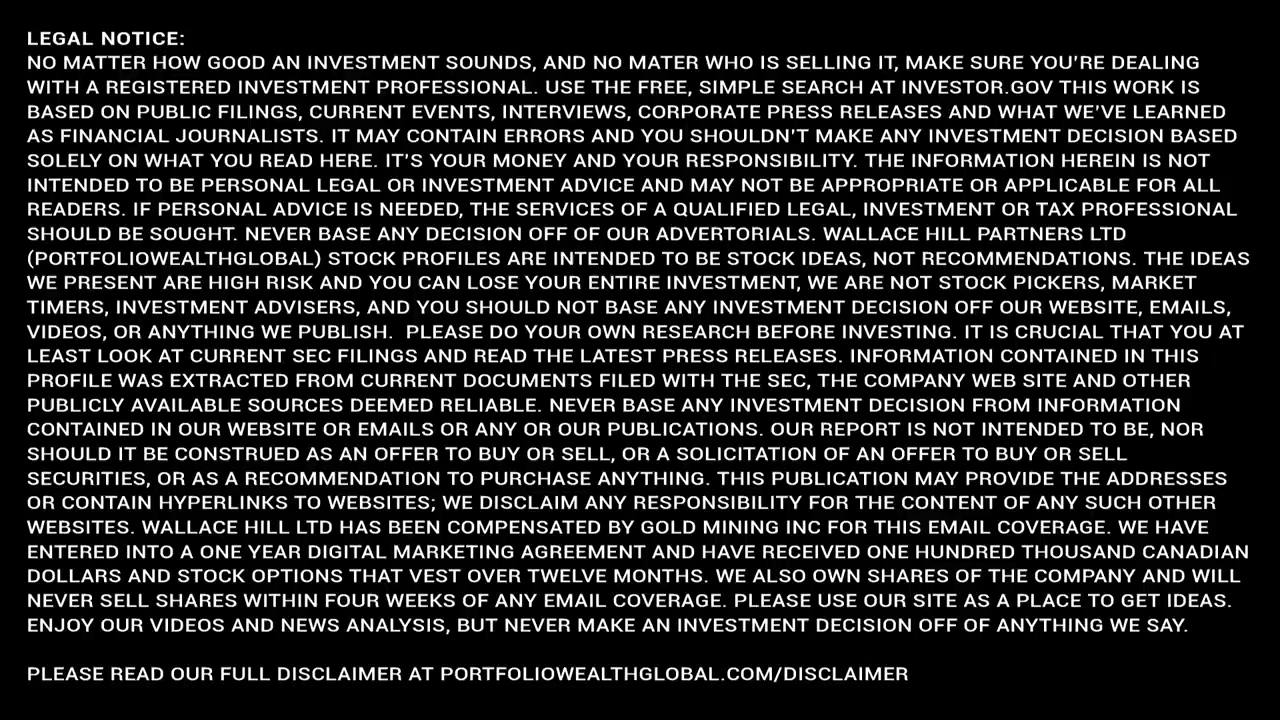 LEGAL NOTICE:
NO MATTER HOW GOOD AN INVESTMENT SOUNDS, AND NO MATER WHO IS SELLING IT, MAKE SURE YOU'RE DEALING
WITH A REGISTERED INVESTMENT PROFESSIONAL. USE THE FREE, SIMPLE SEARCH AT INVESTOR.GOV THIS WORK IS
BASED ON PUBLIC FILINGS, CURRENT EVENTS, INTERVIEWS, CORPORATE PRESS RELEASES AND WHAT WE'VE LEARNED
AS FINANCIAL JOURNALISTS. IT MAY CONTAIN ERRORS AND YOU SHOULDN'T MAKE ANY INVESTMENT DECISION BASED
SOLELY ON WHAT YOU READ HERE. IT'S YOUR MONEY AND YOUR RESPONSIBILITY. THE INFORMATION HEREIN IS NOT
INTENDED TO BE PERSONAL LEGAL OR INVESTMENT ADVICE AND MAY NOT BE APPROPRIATE OR APPLICABLE FOR ALL
READERS. IF PERSONAL ADVICE IS NEEDED, THE SERVICES OF A QUALIFIED LEGAL, INVESTMENT OR TAX PROFESSIONAL
SHOULD BE SOUGHT. NEVER BASE ANY DECISION OFF OF OUR ADVERTORIALS. WALLACE HILL PARTNERS LTD
(PORTFOLIOWEALTHGLOBAL) STOCK PROFILES ARE INTENDED TO BE STOCK IDEAS, NOT RECOMMENDATIONS. THE IDEAS
WE PRESENT ARE HIGH RISK AND YOU CAN LOSE YOUR ENTIRE INVESTMENT, WE ARE NOT STOCK PICKERS, MARKET
TIMERS, INVESTMENT ADVISERS, AND YOU SHOULD NOT BASE ANY INVESTMENT DECISION OFF OUR WEBSITE, EMAILS,
VIDEOS, OR ANYTHING WE PUBLISH.  PLEASE DO YOUR OWN RESEARCH BEFORE INVESTING. IT IS CRUCIAL THAT YOU AT
LEAST LOOK AT CURRENT SEC FILINGS AND READ THE LATEST PRESS RELEASES. INFORMATION CONTAINED IN THIS
PROFILE WAS EXTRACTED FROM CURRENT DOCUMENTS FILED WITH THE SEC, THE COMPANY WEB SITE AND OTHER
PUBLICLY AVAILABLE SOURCES DEEMED RELIABLE. NEVER BASE ANY INVESTMENT DECISION FROM INFORMATION
CONTAINED IN OUR WEBSITE OR EMAILS OR ANY OR OUR PUBLICATIONS. OUR REPORT IS NOT INTENDED TO BE, NOR
SHOULD IT BE CONSTRUED AS AN OFFER TO BUY OR SELL, OR A SOLICITATION OF AN OFFER TO BUY OR SELL
SECURITIES, OR AS A RECOMMENDATION TO PURCHASE ANYTHING. THIS PUBLICATION MAY PROVIDE THE ADDRESSES
OR CONTAIN HYPERLINKS TO WEBSITES; WE DISCLAIM ANY RESPONSIBILITY FOR THE CONTENT OF ANY SUCH OTHER
WEBSITES. WALLACE HILL LTD HAS BEEN COMPENSATED BY GOLD MINING INC FOR THIS EMAIL COVERAGE. WE HAVE
ENTERED INTO A ONE YEAR DIGITAL MARKETING AGREEMENT AND HAVE RECEIVED ONE HUNDRED THOUSAND CANADIAN
DOLLARS AND STOCK OPTIONS THAT VEST OVER TWELVE MONTHS. WE ALSO OWN SHARES OF THE COMPANY AND WILL
NEVER SELL SHARES WITHIN FOUR WEEKS OF ANY EMAIL COVERAGE. PLEASE USE OUR SITE AS A PLACE TO GET IDEAS.
ENJOY OUR VIDEOS AND NEWS ANALYSIS, BUT NEVER MAKE AN INVESTMENT DECISION OFF OF ANYTHING WE SAY.
PLEASE READ OUR FULL DISCLAIMER AT PORTFOLIOWEALTHGLOBAL.COM/DISCLAIMER